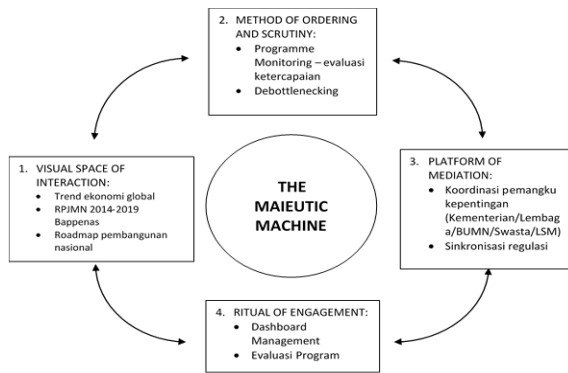 2. METHOD OF ORDERING
AND SCRUTINY:
• Programme
Monitoring – evaluasi
ketercapaian
• Debottlenecking
1. VISUAL SPACE OF
INTERACTION:
• Trend ekonomi global
• RPJMN 2014-2019
Bappenas
• Roadmap pembangunan
nasional
THE
MAIEUTIC
MACHINE
3. PLATFORM OF
MEDIATION:
• Koordinasi pemangku
kepentingan
(Kementerian/Lembag
a/BUMN/Swasta/LSM)
• Sinkronisasi regulasi
4. RITUAL OF ENGAGEMENT:
• Dashboard
Management
• Evaluasi Program